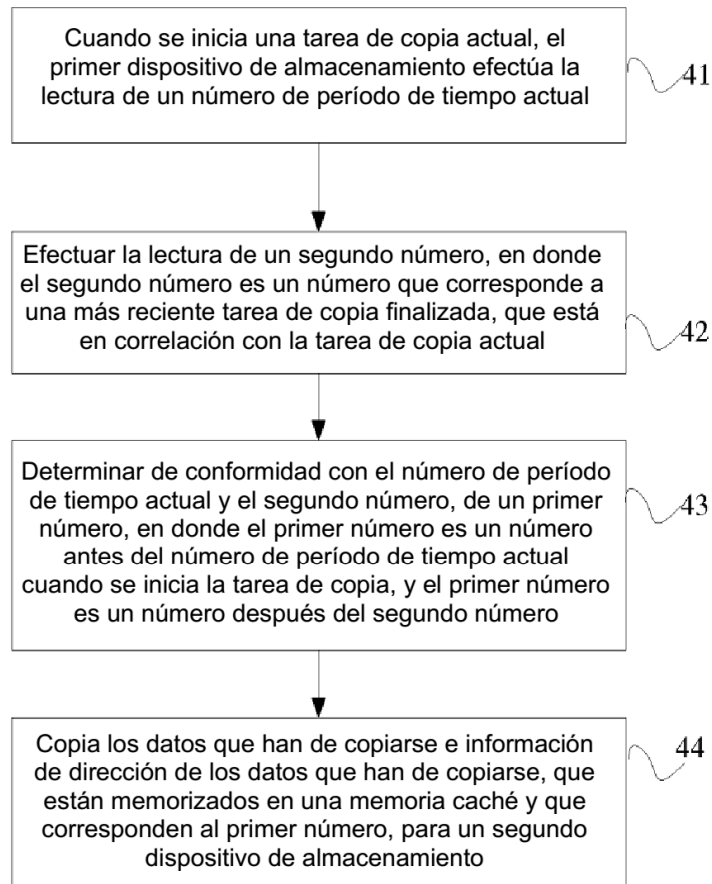 Cuando se inicia una tarea de copia actual, el
primer dispositivo de almacenamiento efectúa la
lectura de un número de período de tiempo actual
41
Efectuar la lectura de un segundo número, en donde
el segundo número es un número que corresponde a
una más reciente tarea de copia finalizada, que está
en correlación con la tarea de copia actual
42
Determinar de conformidad con el número de período
de tiempo actual y el segundo número, de un primer
número, en donde el primer número es un número
antes del número de período de tiempo actual
cuando se inicia la tarea de copia, y el primer número
es un número después del segundo número
43
Copia los datos que han de copiarse e información
de dirección de los datos que han de copiarse, que
están memorizados en una memoria caché y que
corresponden al primer número, para un segundo
dispositivo de almacenamiento
44